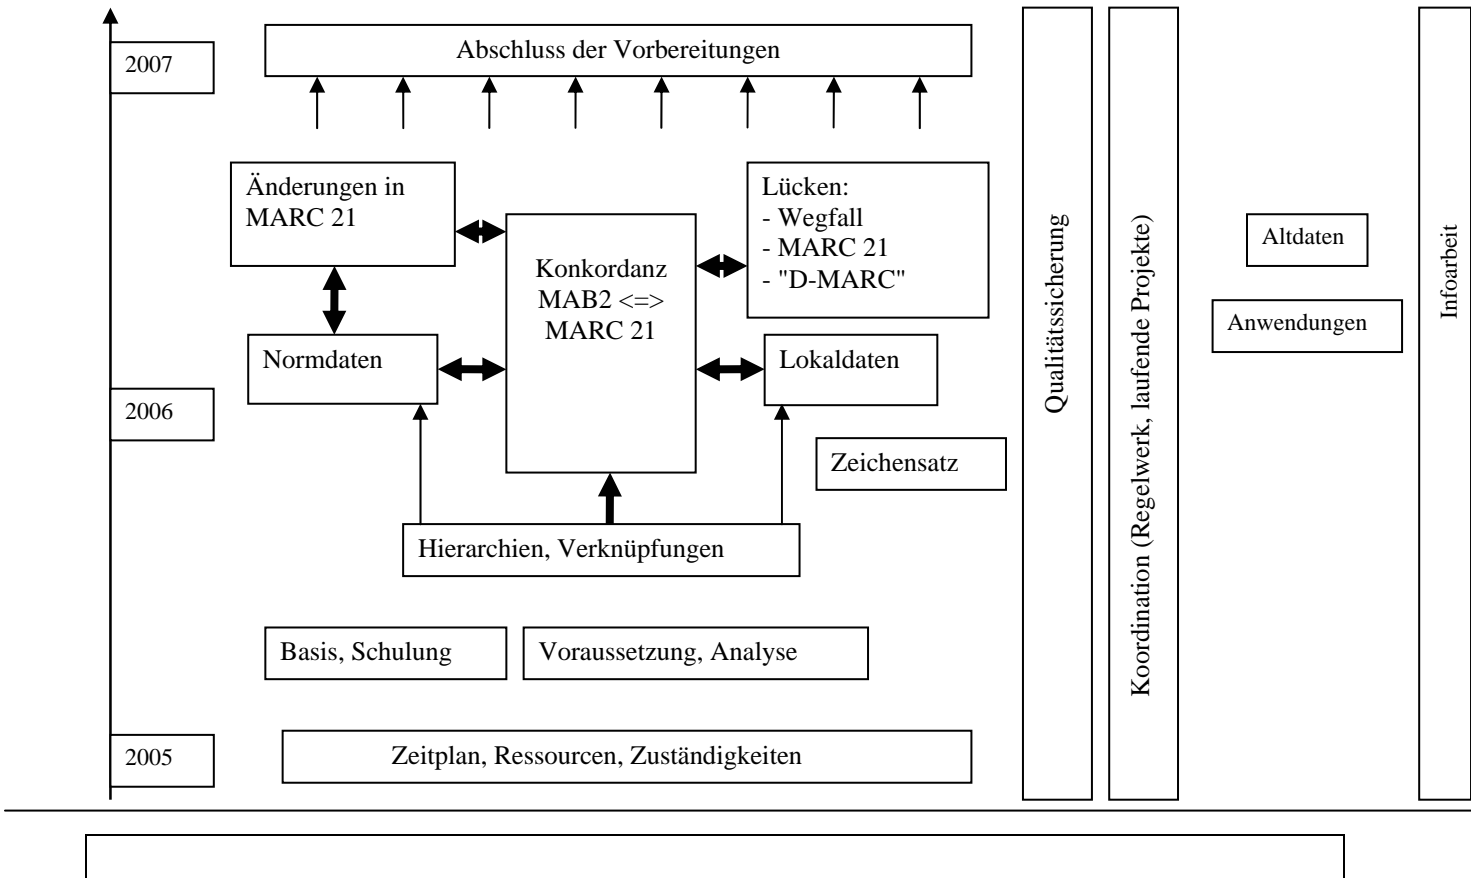 2007
Abschluss der Vorbereitungen
Änderungen in
MARC 21
Lücken:
- Wegfall
- MARC 21
- "D-MARC"
Konkordanz
MAB2 <=>
MARC 21
Normdaten
Lokaldaten
2006
Zeichensatz
Hierarchien, Verknüpfungen
Basis, Schulung
Voraussetzung, Analyse
2005
Zeitplan, Ressourcen, Zuständigkeiten
Qualitätssicherung
Koordination (Regelwerk, laufende Projekte)
Altdaten
Anwendungen
Infoarbeit